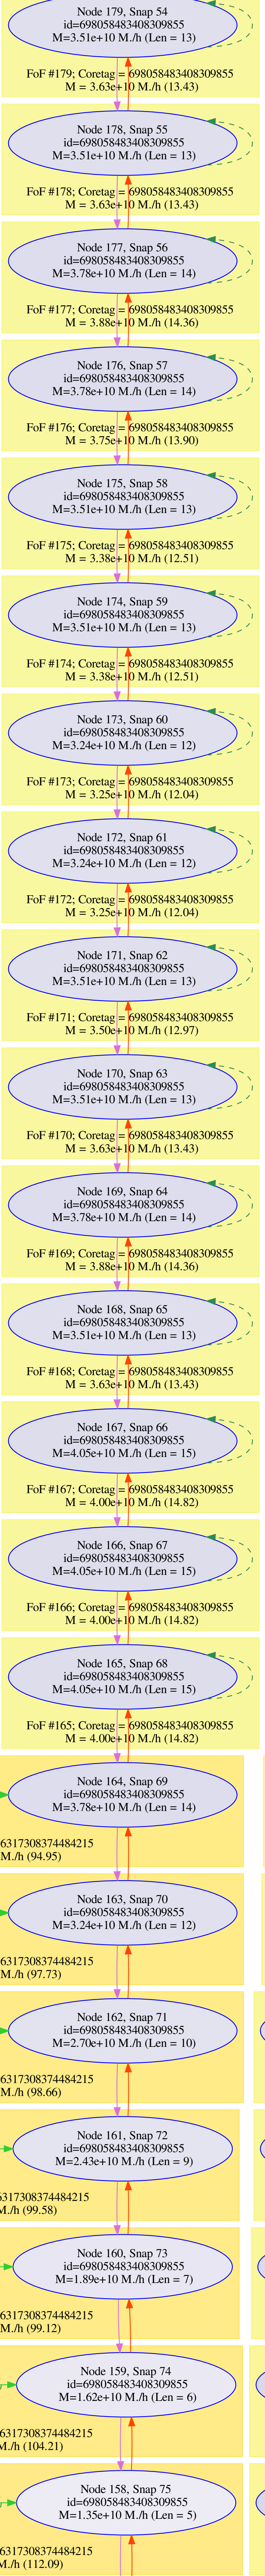 Node 179, Snap 54
id=698058483408309855
M=3.51e+10 M./h (Len = 13)
FoF #179; Coretag = 698058483408309855
M = 3.63e+10 M./h (13.43)
Node 178, Snap 55
id=698058483408309855
M=3.51e+10 M./h (Len = 13)
FoF #178; Coretag = 698058483408309855
M = 3.63e+10 M./h (13.43)
Node 177, Snap 56
id=698058483408309855
M=3.78e+10 M./h (Len = 14)
FoF #177; Coretag = 698058483408309855
M = 3.88e+10 M./h (14.36)
Node 176, Snap 57
id=698058483408309855
M=3.78e+10 M./h (Len = 14)
FoF #176; Coretag = 698058483408309855
M = 3.75e+10 M./h (13.90)
Node 175, Snap 58
id=698058483408309855
M=3.51e+10 M./h (Len = 13)
FoF #175; Coretag = 698058483408309855
M = 3.38e+10 M./h (12.51)
Node 174, Snap 59
id=698058483408309855
M=3.51e+10 M./h (Len = 13)
FoF #174; Coretag = 698058483408309855
M = 3.38e+10 M./h (12.51)
Node 173, Snap 60
id=698058483408309855
M=3.24e+10 M./h (Len = 12)
FoF #173; Coretag = 698058483408309855
M = 3.25e+10 M./h (12.04)
Node 172, Snap 61
id=698058483408309855
M=3.24e+10 M./h (Len = 12)
FoF #172; Coretag = 698058483408309855
M = 3.25e+10 M./h (12.04)
Node 171, Snap 62
id=698058483408309855
M=3.51e+10 M./h (Len = 13)
FoF #171; Coretag = 698058483408309855
M = 3.50e+10 M./h (12.97)
Node 170, Snap 63
id=698058483408309855
M=3.51e+10 M./h (Len = 13)
FoF #170; Coretag = 698058483408309855
M = 3.63e+10 M./h (13.43)
Node 169, Snap 64
id=698058483408309855
M=3.78e+10 M./h (Len = 14)
FoF #169; Coretag = 698058483408309855
M = 3.88e+10 M./h (14.36)
Node 168, Snap 65
id=698058483408309855
M=3.51e+10 M./h (Len = 13)
FoF #168; Coretag = 698058483408309855
M = 3.63e+10 M./h (13.43)
Node 167, Snap 66
id=698058483408309855
M=4.05e+10 M./h (Len = 15)
FoF #167; Coretag = 698058483408309855
M = 4.00e+10 M./h (14.82)
Node 166, Snap 67
id=698058483408309855
M=4.05e+10 M./h (Len = 15)
FoF #166; Coretag = 698058483408309855
M = 4.00e+10 M./h (14.82)
Node 165, Snap 68
id=698058483408309855
M=4.05e+10 M./h (Len = 15)
FoF #165; Coretag = 698058483408309855
M = 4.00e+10 M./h (14.82)
Node 164, Snap 69
id=698058483408309855
M=3.78e+10 M./h (Len = 14)
6317308374484215
M./h (94.95)
Node 163, Snap 70
id=698058483408309855
M=3.24e+10 M./h (Len = 12)
6317308374484215
M./h (97.73)
Node 162, Snap 71
id=698058483408309855
M=2.70e+10 M./h (Len = 10)
6317308374484215
M./h (98.66)
Node 161, Snap 72
id=698058483408309855
M=2.43e+10 M./h (Len = 9)
6317308374484215
M./h (99.58)
Node 160, Snap 73
id=698058483408309855
M=1.89e+10 M./h (Len = 7)
6317308374484215
M./h (99.12)
Node 159, Snap 74
id=698058483408309855
M=1.62e+10 M./h (Len = 6)
6317308374484215
M./h (104.21)
Node 158, Snap 75
id=698058483408309855
M=1.35e+10 M./h (Len = 5)
6317308374484215
M./h (112.09)